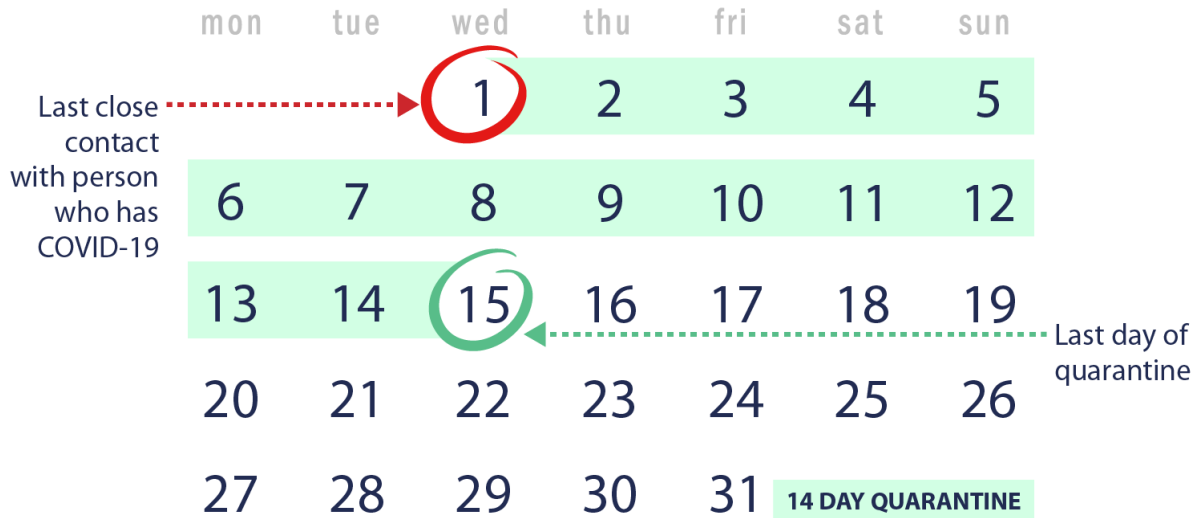 mon tue wed thu fri sat sun
Last close
contact
with person
who has
COVID-19
1 2 3 4 5
6 7 8 9 10 11 12
13 14 15 16 17 18 19
Last day of
quarantine
20 21 22 23 24 25 26
27 28 29 30 31
14 DAY QUARANTINE